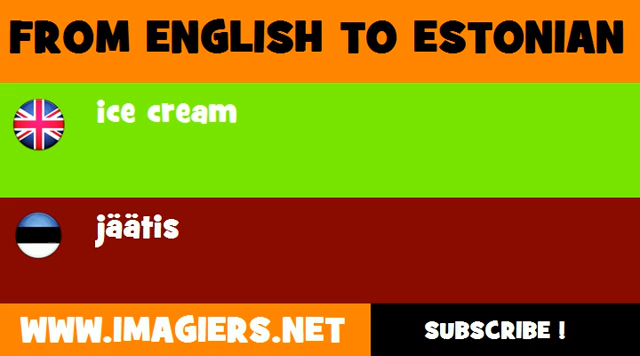 FROM ENGLISH TO ESTONIAN
ice cream
jäätis
WWW.IMAGIERS.NET
SUBSCRIBE !